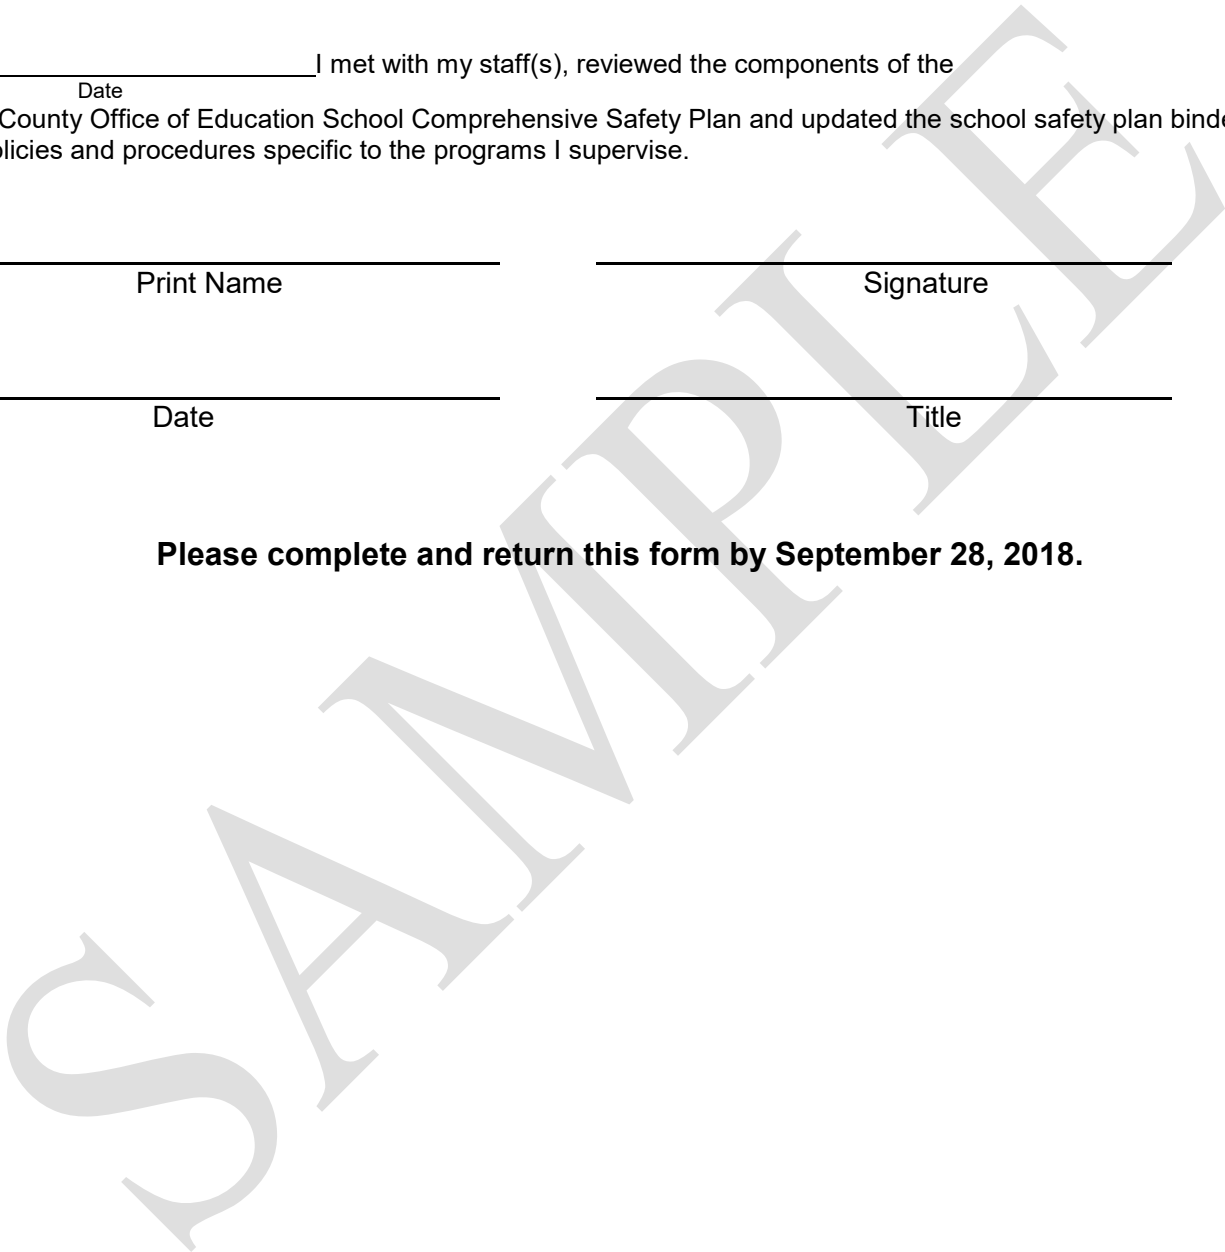 I met with my staff(s), reviewed the components of the
Date
County Office of Education School Comprehensive Safety Plan and updated the school safety plan
and procedures specific to the programs I supervise.
Print Name Signature
Date Title
Please complete and return this form by September 28, 2018.
SAMPLE